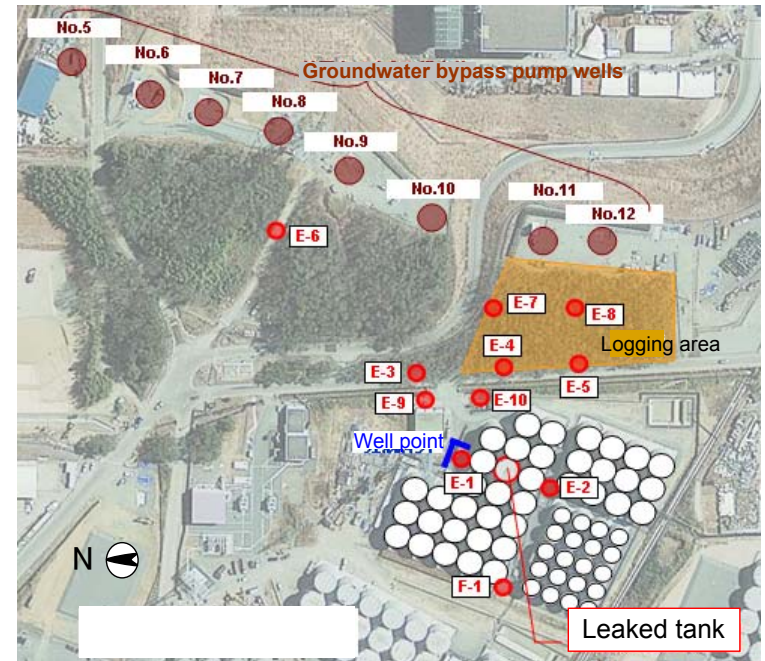 No.5
No.6
No.7
Groundwater bypass pump wells
No.8
No.9
No.10
No.11
No.12
E-6
E-7
E-8
Logging area
E-4
E-3
E-5
E-9
E-10
Well point
E-1
E-2
N
F-1
Leaked tank